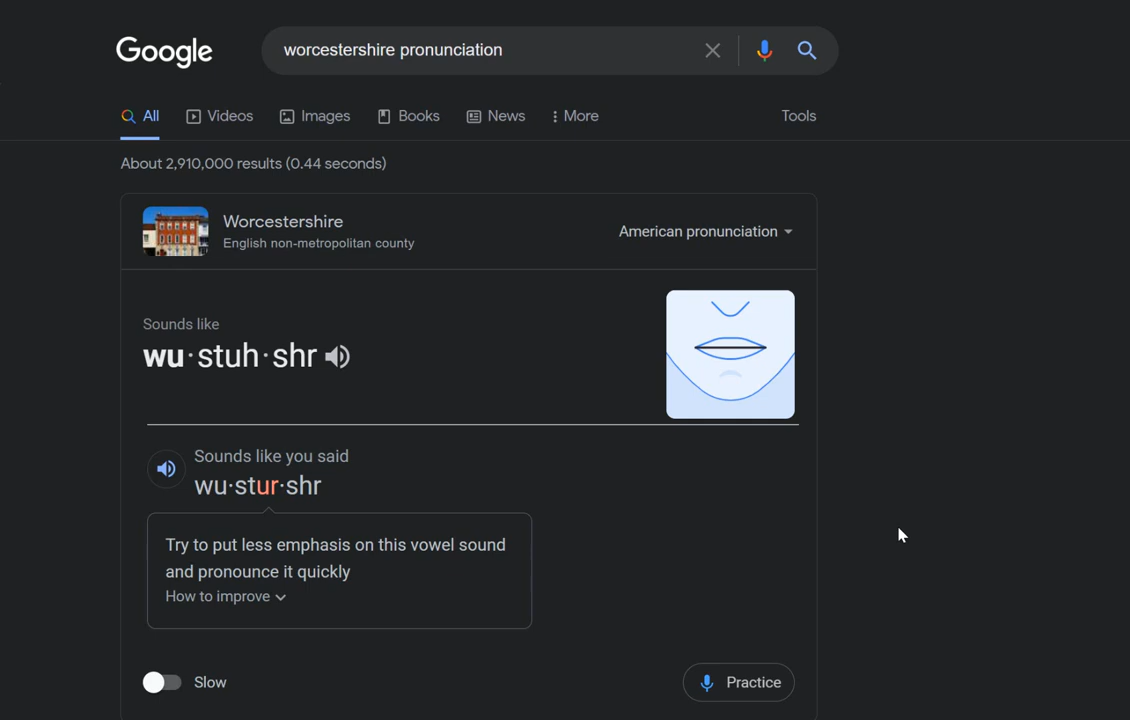 Google
worcestershire pronunciation
All Videos Images Books News More Tools
About 2,910,000 results (0.44 seconds)
Worcestershire
English non-metropolitan county
American pronunciation
Sounds like
wu·stuh·shr
Sounds like you said
wu·stur·shr
Try to put less emphasis on this vowel sound
and pronounce it quickly
How to improve
Slow
Practice